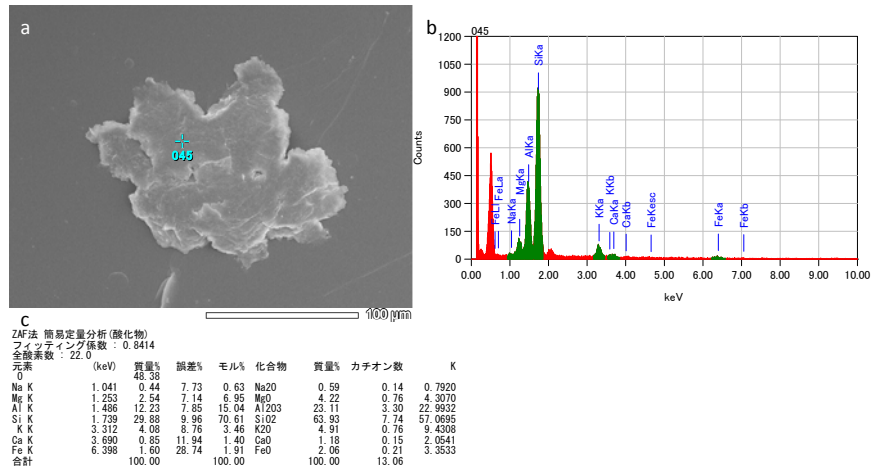 a
045
100 μm
b
045
1200
1050
900
750
600
450
300
150
0
Counts
FeLl
FeLa
NaKa
MgKa
AlKa
SiKa
KKa
KKb
CaKa
CaKb
FeKesc
FeKa
FeKb
0.00 1.00 2.00 3.00 4.00 5.00 6.00 7.00 8.00 9.00 10.00
keV
c
ZAF法 簡易定量分析(酸化物)
フィッティング係数 : 0.8414
全酸素数 : 22.0
元素 (keV) 質量% 誤差% モル% 化合物 質量% カチオン数 K
O 48.38
Na K 1.041 0.44 7.73 0.63 Na2O 0.59 0.14 0.7920
Mg K 1.253 2.54 7.14 6.95 MgO 4.22 0.76 4.3070
Al K 1.486 12.23 7.85 15.04 Al2O3 23.11 3.30 22.9932
Si K 1.739 29.88 9.96 70.61 SiO2 63.93 7.74 57.0695
K K 3.312 4.08 8.76 3.46 K2O 4.91 0.76 9.4308
Ca K 3.690 0.85 11.94 1.40 CaO 1.18 0.15 2.0541
Fe K 6.398 1.60 28.74 1.91 FeO 2.06 0.21 3.3533
合計 100.00 100.00 100.00 13.06